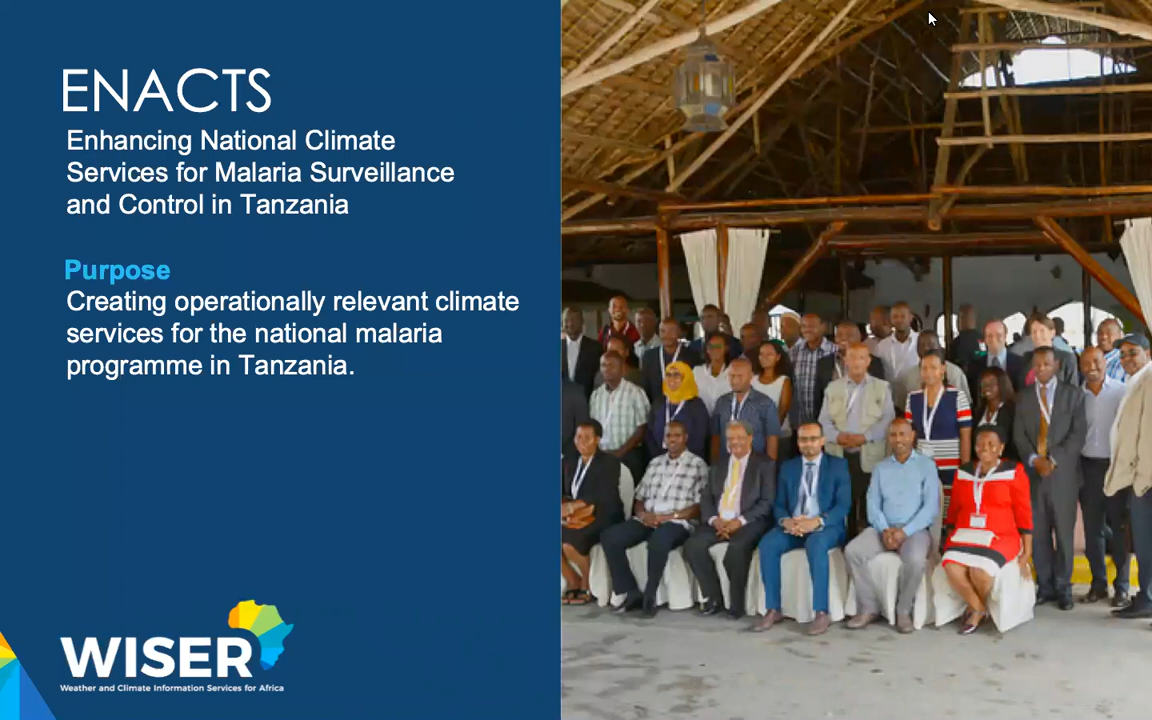 ENACTS
Enhancing National Climate
Services for Malaria Surveillance
and Control in Tanzania
Purpose
Creating operationally relevant climate
services for the national malaria
programme in Tanzania.
WISER
Weather and Climate Information Services for Africa